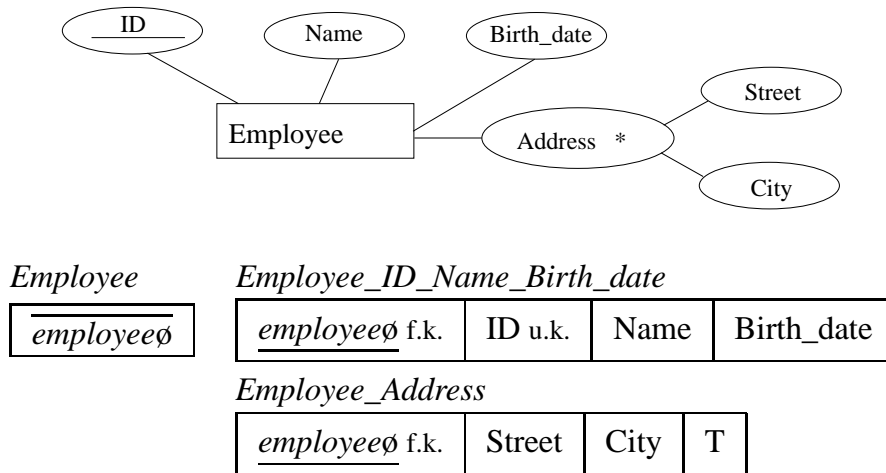 ID
Name
Birth_date
Street
Employee
Address *
City
Employee
Employee_ID_Name_Birth_date
employeeø
employeeø f.k. ID u.k. Name Birth_date
Employee_Address
employeeø f.k. Street City T